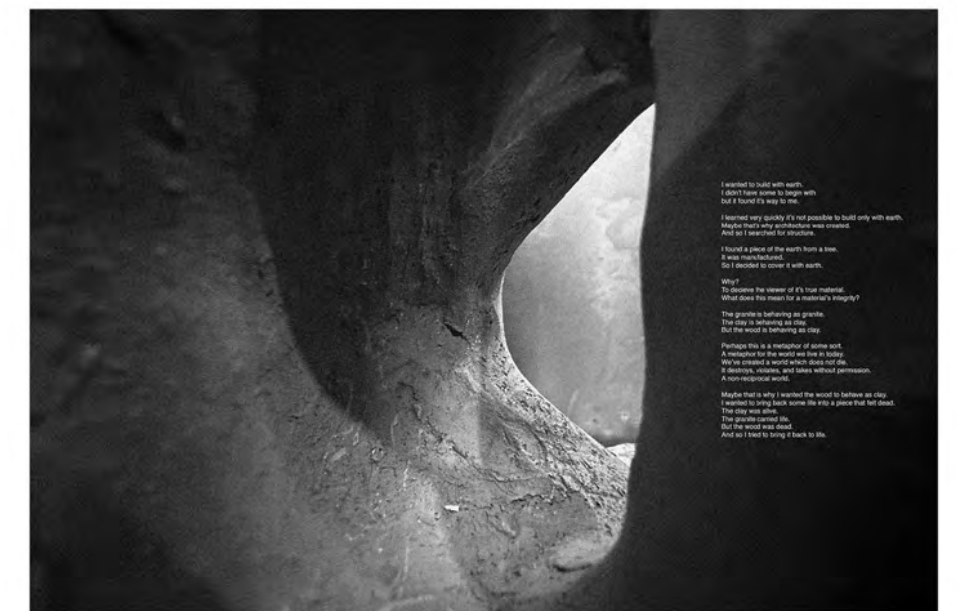 I wanted to build with earth.
I didn't have some to begin with
but it found it's way to me.
I learned very quickly it's not possible to build only with earth.
Maybe that's why architecture was created.
And so I searched for structure.
I found a piece of the earth from a tree.
It was manufactured.
So I decided to cover it with earth.
Why?
To decieve he viewer of it's true material.
What does this mean for a material's integrity?
The granite is behaving as granite.
The clay is behaving as clay.
But the wood is behaving as clay.
Perhaps this is a metaphor of some sort.
A metaphor for the world we live in today.
We've created a world which does not die.
It destroys, violates, and takes without permission.
A non-reciprocal world.
Maybe that is why I wanted the wood to behave as clay.
I wanted to bring back some life into a piece that felt dead.
The clay was alive.
The granite carried life.
But the wood was dead.
And so I tried to bring it back to life.